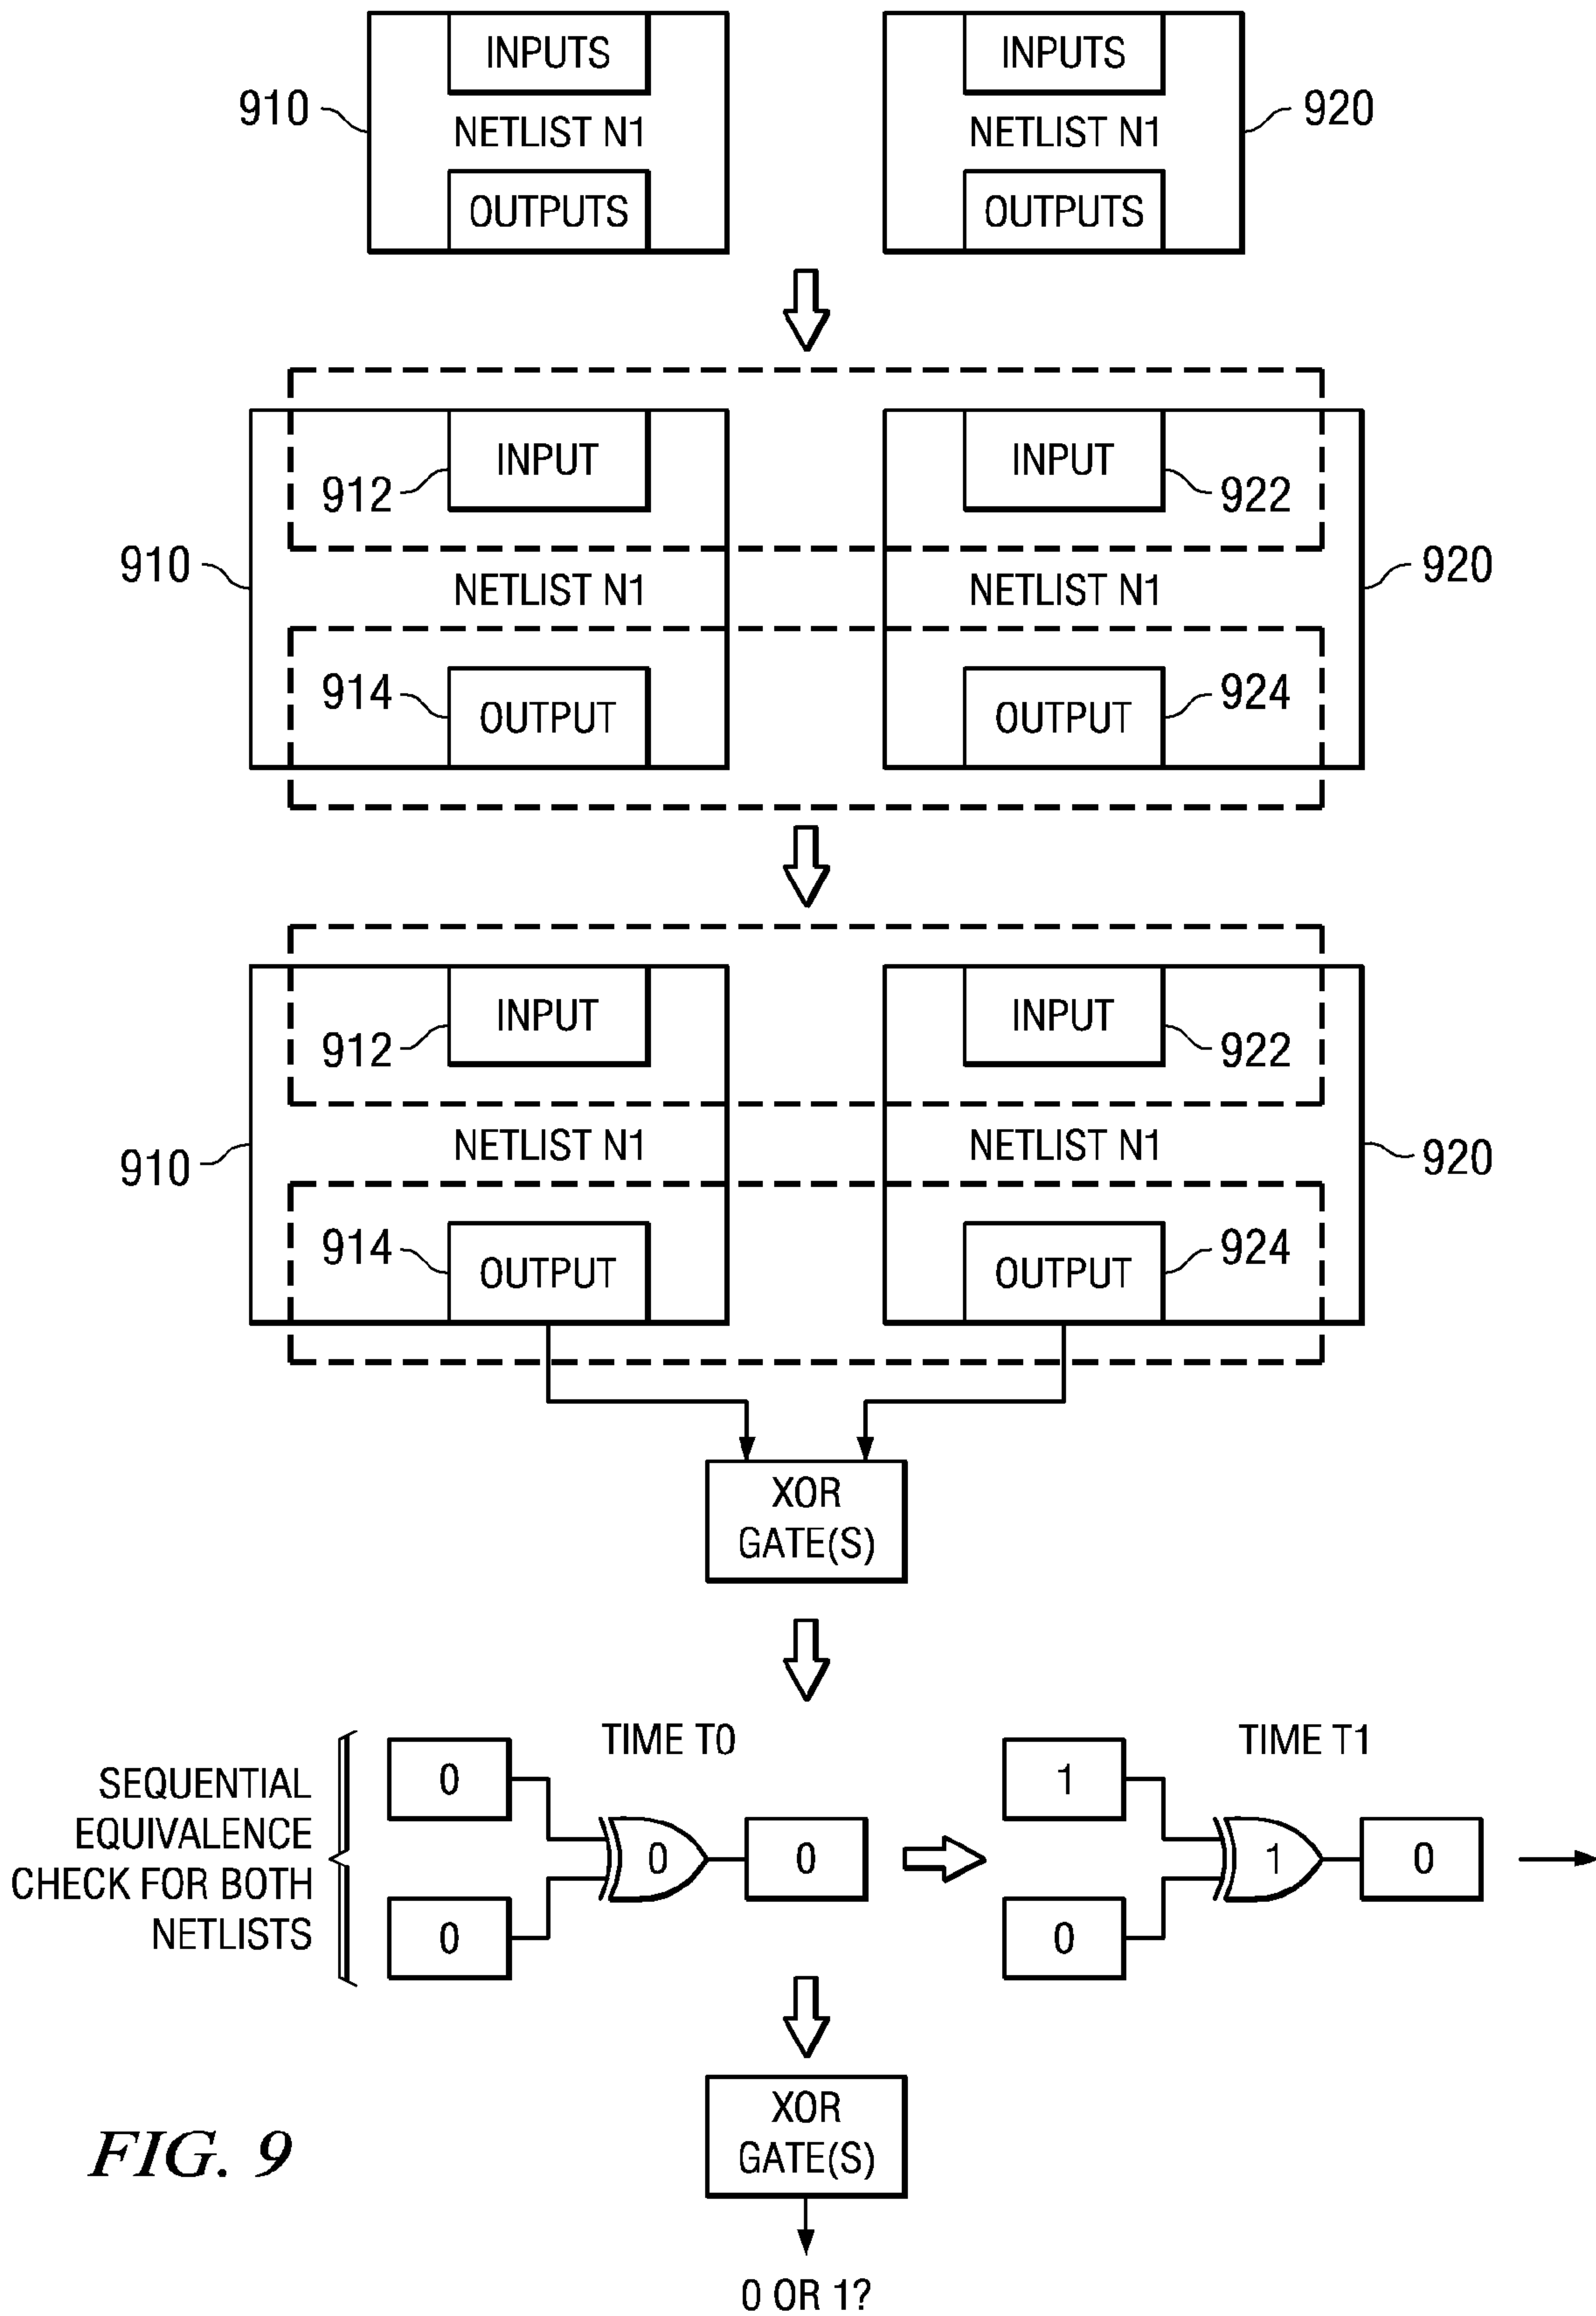 INPUTS
INPUTS
910
920
NETLIST N1
NETLIST N1
OUTPUTS
OUTPUTS
INPUT
INPUT
912
922
910
920
NETLIST N1
NETLIST N1
914
924
OUTPUT
OUTPUT
INPUT
INPUT
912
922
910
920
NETLIST N1
NETLIST N1
914
924
OUTPUT
OUTPUT
XOR
GATE(S)
TIME T0
TIME T1
SEQUENTIAL
EQUIVALENCE
CHECK FOR BOTH
NETLISTS
0
0
0
0
1
0
1
0
XOR
GATE(S)
FIG. 9
0 OR 1?